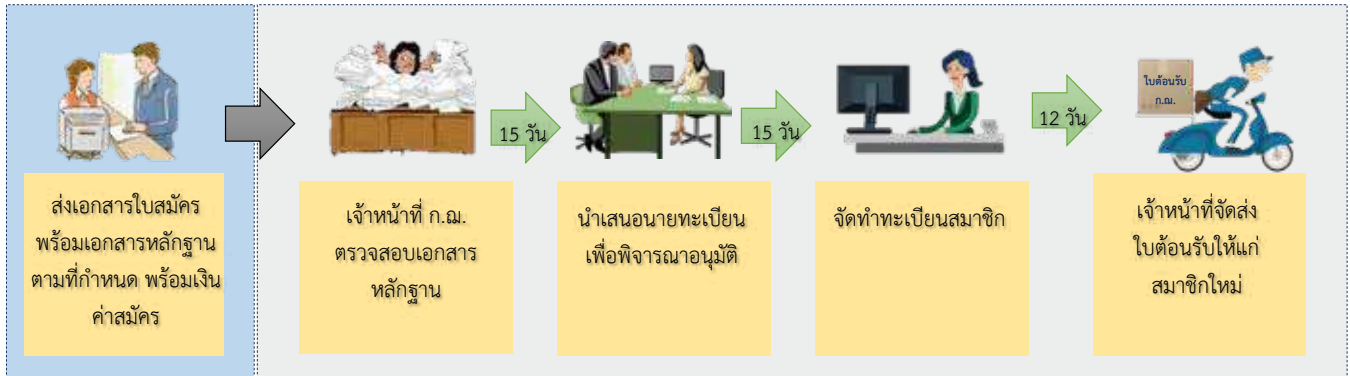 ใบต้อนรับ
ก.ฌ.
15 วัน
15 วัน
12 วัน
ส่งเอกสารใบสมัคร
พร้อมเอกสารหลักฐาน
ตามที่กำหนด พร้อมเงิน
ค่าสมัคร
เจ้าหน้าที่ ก.ฌ.
ตรวจสอบเอกสาร
หลักฐาน
นำเสนอนายทะเบียน
เพื่อพิจารณาอนุมัติ
จัดทำทะเบียนสมาชิก
เจ้าหน้าที่จัดส่ง
ใบต้อนรับให้แก่
สมาชิกใหม่